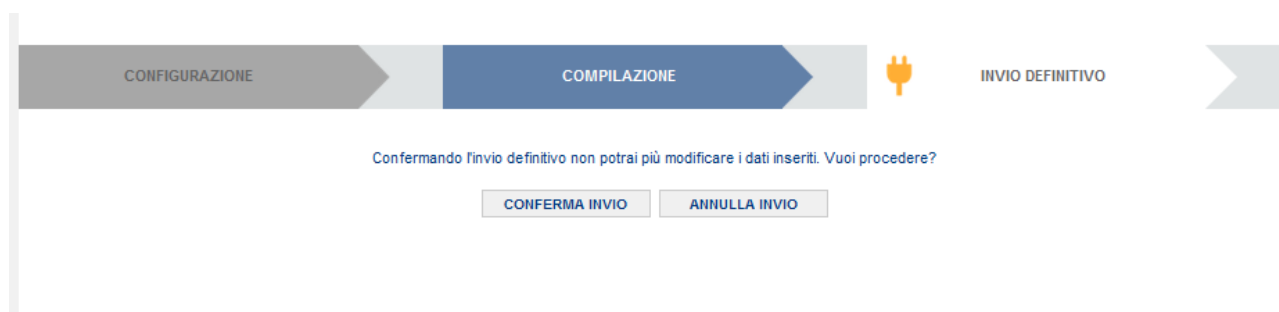 CONFIGURAZIONE
COMPILAZIONE
INVIO DEFINITIVO
Confermando l'invio definitivo non potrai più modificare i dati inseriti. Vuoi procedere?
CONFERMA INVIO
ANNULLA INVIO